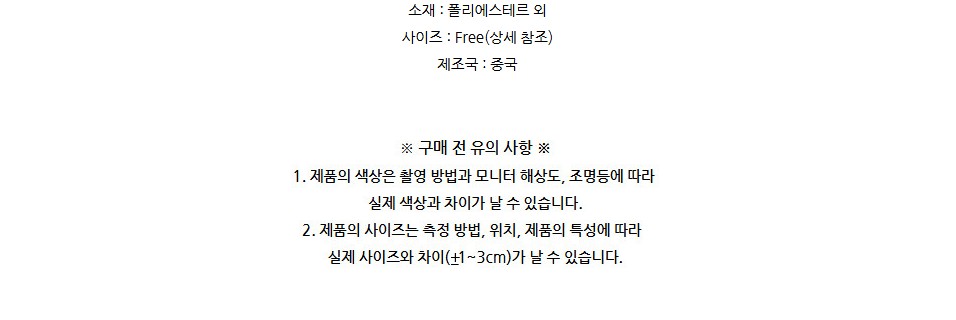 소재 : 폴리에스테르 외
사이즈 : Free(상세 참조)
제조국 : 중국
※ 구매 전 유의 사항 ※
1. 제품의 색상은 촬영 방법과 모니터 해상도, 조명등에 따라
실제 색상과 차이가 날 수 있습니다.
2. 제품의 사이즈는 측정 방법, 위치, 제품의 특성에 따라
실제 사이즈와 차이(±1~3cm)가 날 수 있습니다.